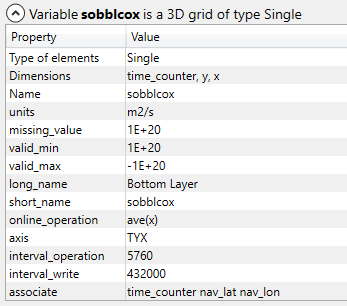 Variable sobblcox is a 3D grid of type Single
Property Value
Type of elements Single
Dimensions time_counter, y, x
Name sobblcox
units m2/s
missing_value 1E+20
valid_min 1E+20
valid_max -1E+20
long_name Bottom Layer
short_name sobblcox
online_operation ave(x)
axis TYX
interval_operation 5760
interval_write 432000
associate time_counter nav_lat nav_lon